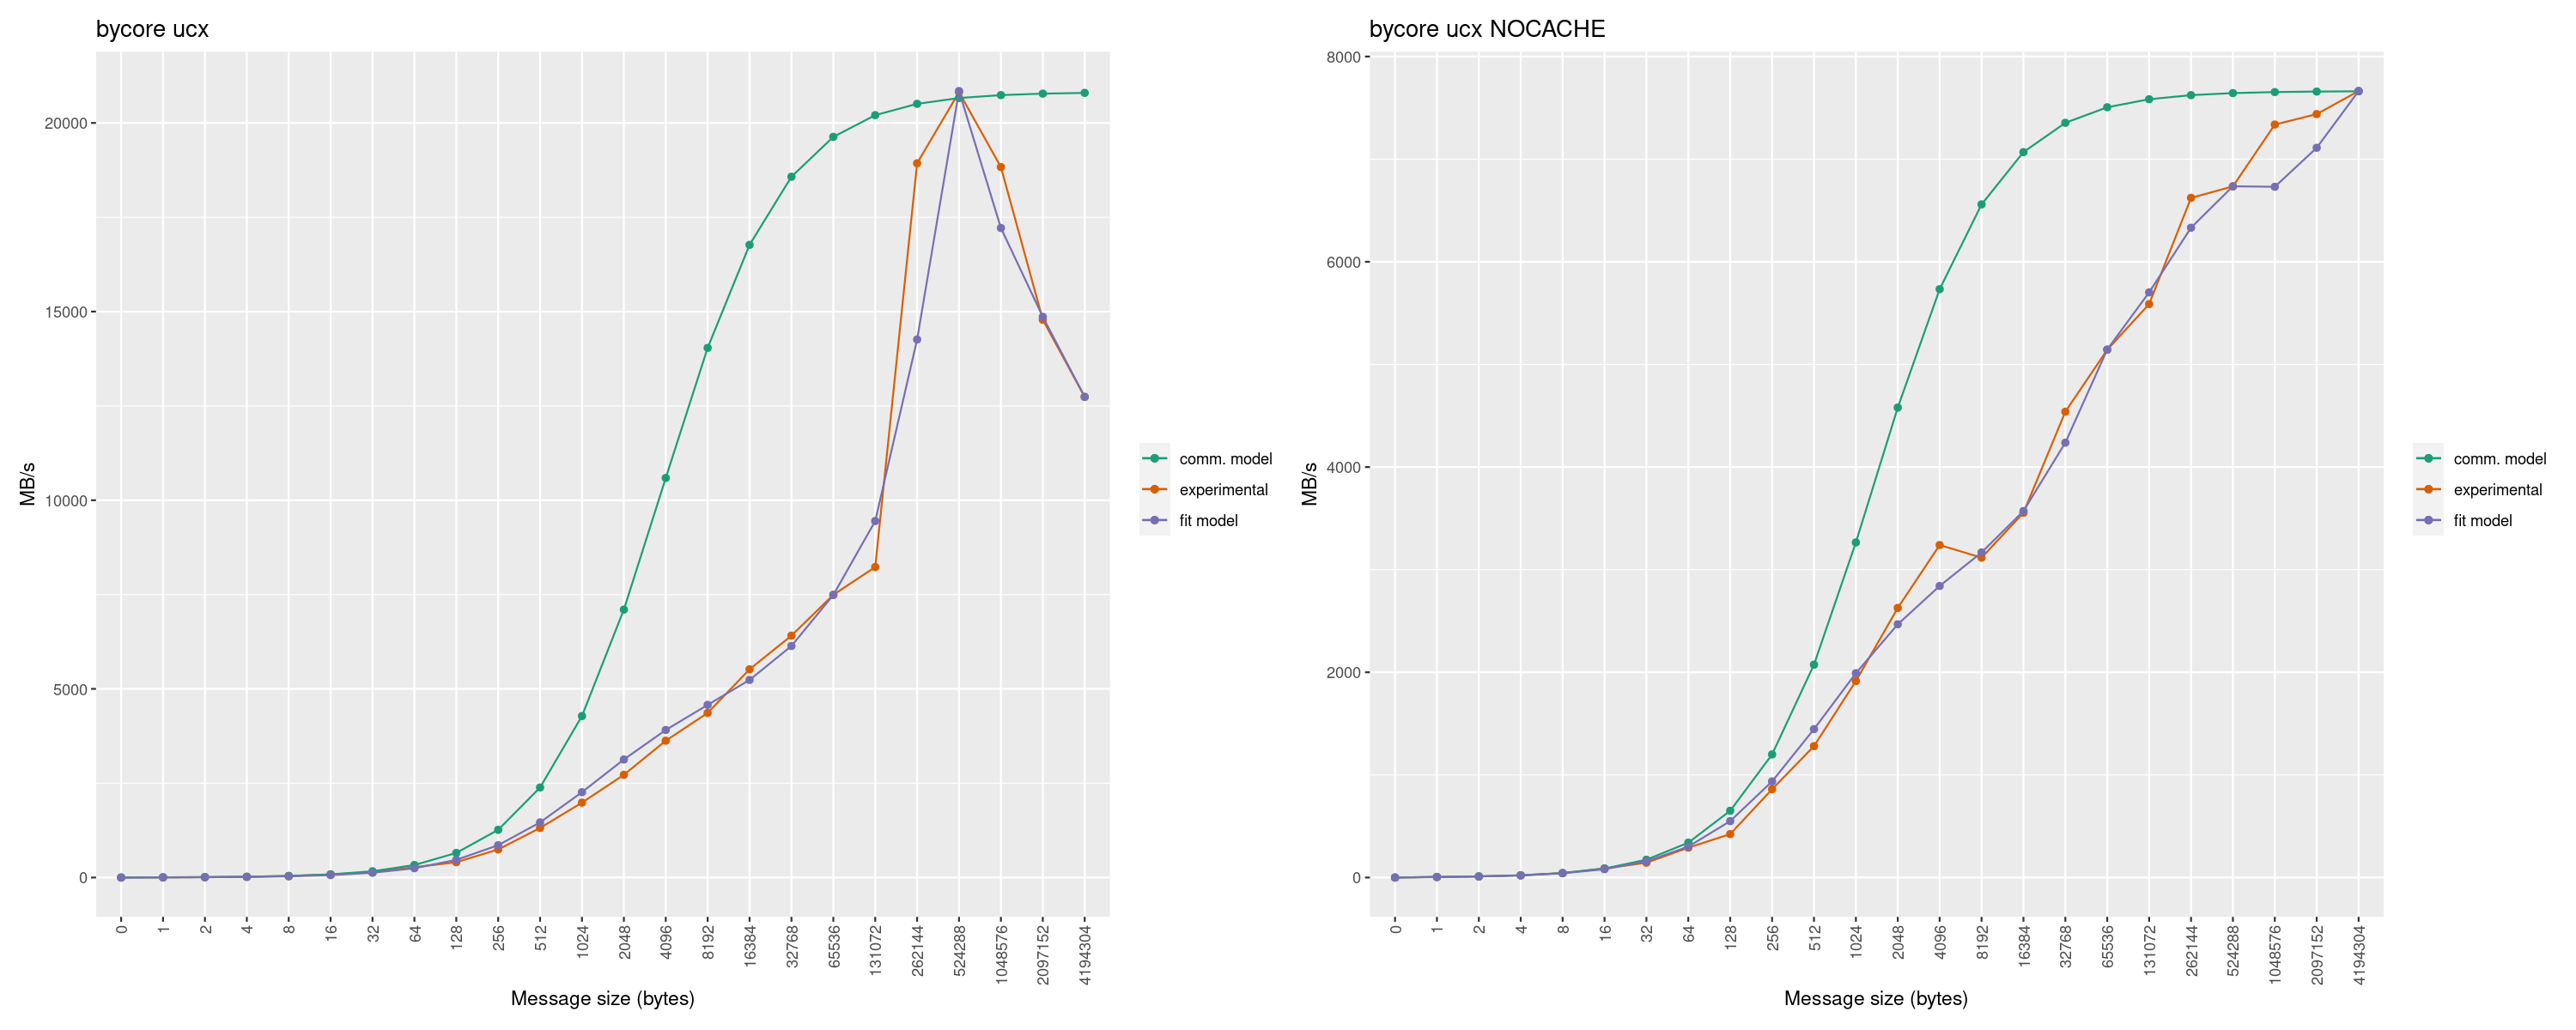 bycore ucx
MB/s
20000
15000
10000
5000
0
0 1 2 4 8 16 32 64 128 256 512 1024 2048 4096 8192 16384 32768 65536 131072 262144 524288 1048576 2097152 4194304
Message size (bytes)
comm. model
experimental
fit model
bycore ucx NOCACHE
MB/s
8000
6000
4000
2000
0
0 1 2 4 8 16 32 64 128 256 512 1024 2048 4096 8192 16384 32768 65536 131072 262144 524288 1048576 2097152 4194304
Message size (bytes)
comm. model
experimental
fit model